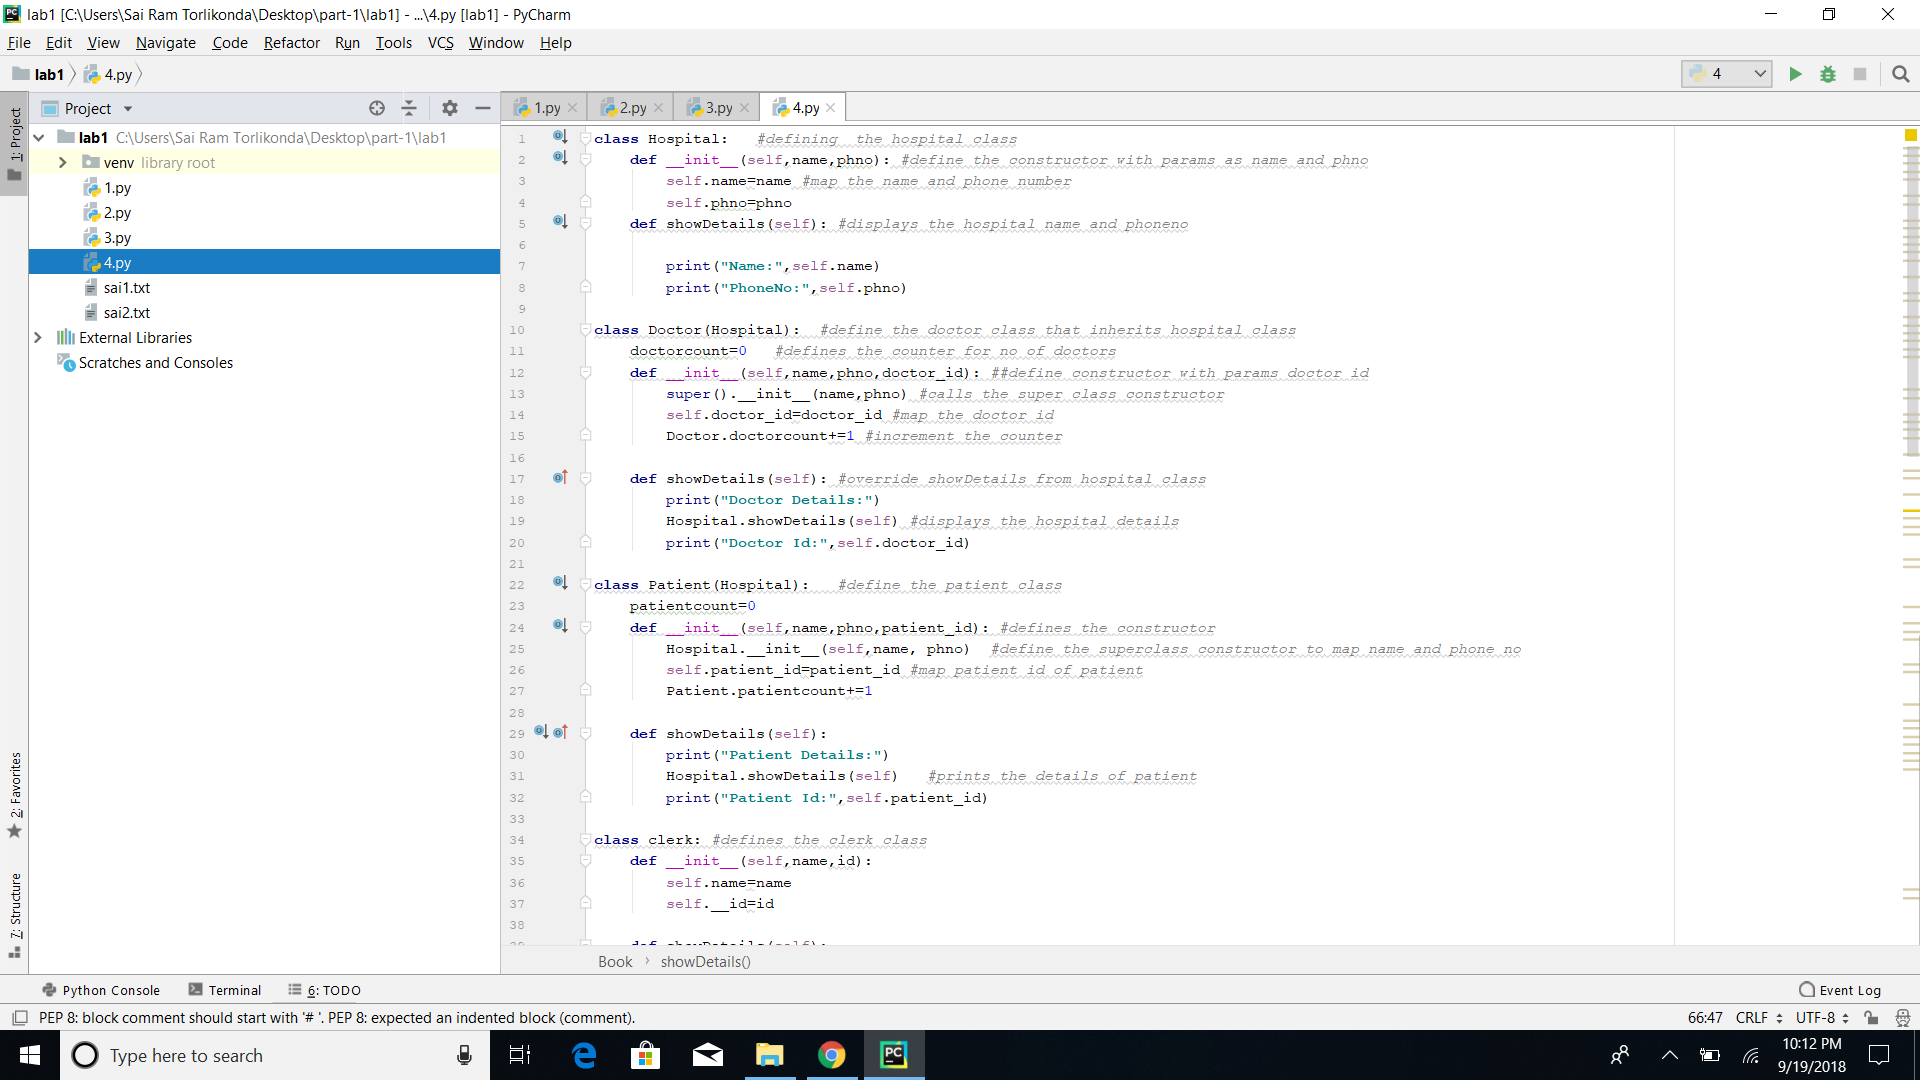 lab1 [C:\Users\Sai Ram Torlikonda\Desktop\part-1\lab1] - ...\4.py [lab1] - PyCharm
File Edit View Navigate Code Refactor Run Tools VCS Window Help
lab1 4.py 4
1: Project
Project
1.py 2.py 3.py 4.py
lab1 C:\Users\Sai Ram Torlikonda\Desktop\part-1\lab1
venv library root
1.py
2.py
3.py
4.py
sai1.txt
sai2.txt
External Libraries
Scratches and Consoles
2: Favorites
7: Structure
1 class Hospital:   #defining  the hospital class
2     def __init__(self,name,phno): #define the constructor with params as name and phno
3         self.name=name #map the name and phone number
4         self.phno=phno
5     def showDetails(self): #displays the hospital name and phoneno
6
7         print("Name:",self.name)
8         print("PhoneNo:",self.phno)
9
10 class Doctor(Hospital):  #define the doctor class that inherits hospital class
11     doctorcount=0   #defines the counter for no of doctors
12     def __init__(self,name,phno,doctor_id): ##define constructor with params doctor id
13         super().__init__(name,phno) #calls the super class constructor
14         self.doctor_id=doctor_id #map the doctor id
15         Doctor.doctorcount+=1 #increment the counter
16
17     def showDetails(self): #override showDetails from hospital class
18         print("Doctor Details:")
19         Hospital.showDetails(self) #displays the hospital details
20         print("Doctor Id:",self.doctor_id)
21
22 class Patient(Hospital):   #define the patient class
23     patientcount=0
24     def __init__(self,name,phno,patient_id): #defines the constructor
25         Hospital.__init__(self,name, phno)  #define the superclass constructor to map name and phone no
26         self.patient_id=patient_id #map patient id of patient
27         Patient.patientcount+=1
28
29     def showDetails(self):
30         print("Patient Details:")
31         Hospital.showDetails(self)   #prints the details of patient
32         print("Patient Id:",self.patient_id)
33
34 class clerk: #defines the clerk class
35     def __init__(self,name,id):
36         self.name=name
37         self.__id=id
38
39     def showDetails(self):
Book showDetails()
Python Console Terminal 6: TODO Event Log
PEP 8: block comment should start with '# '. PEP 8: expected an indented block (comment). 66:47 CRLF UTF-8
Type here to search
10:12 PM
9/19/2018